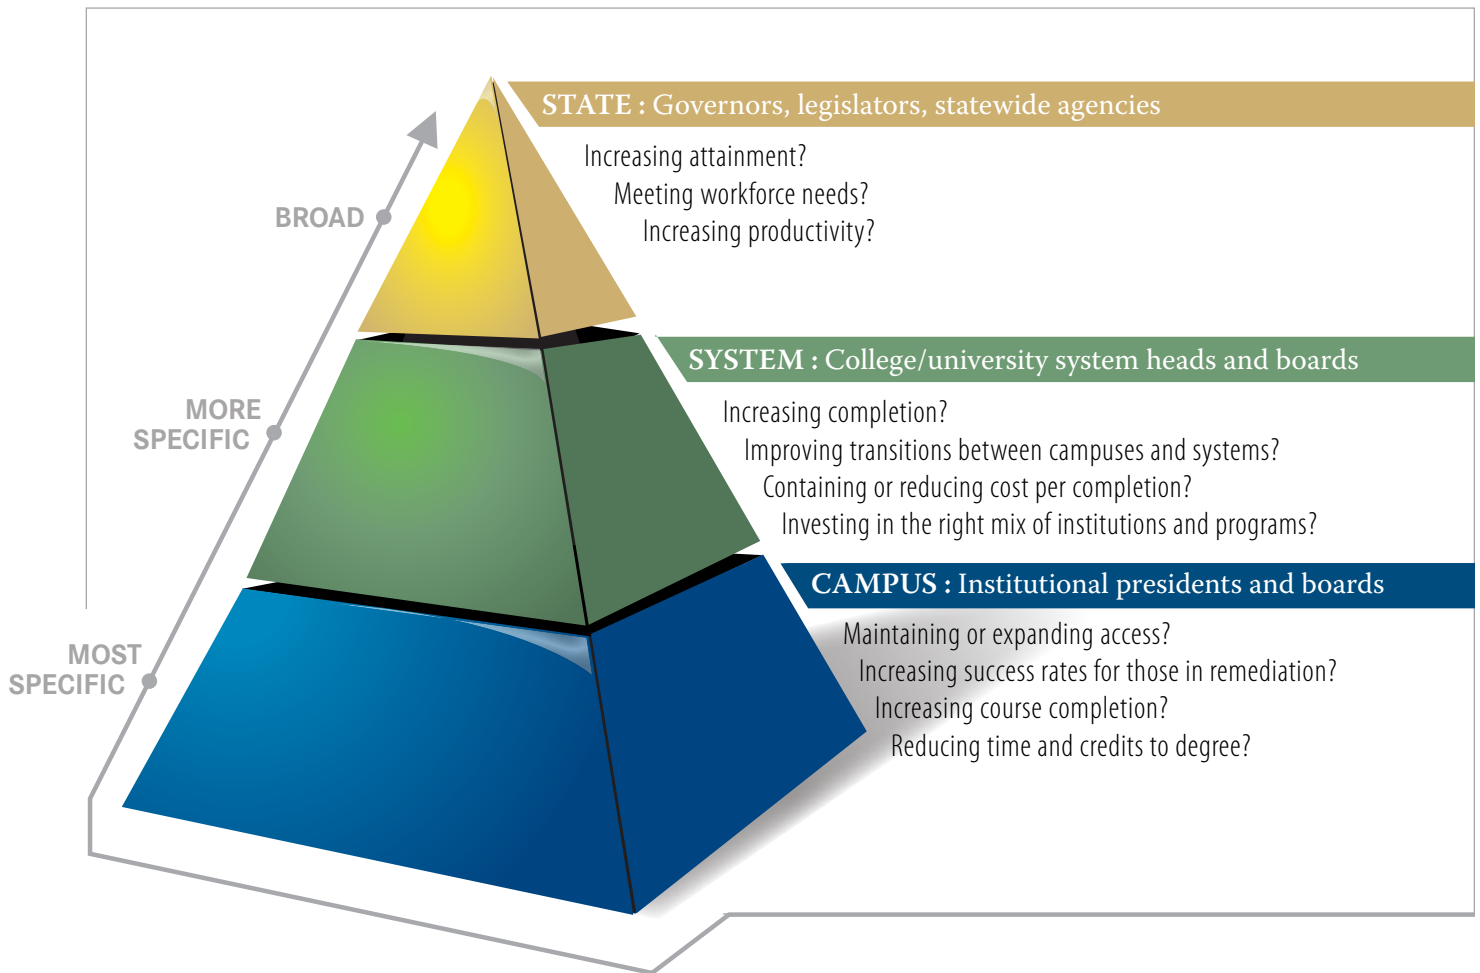 STATE : Governors, legislators, statewide agencies
Increasing attainment?
Meeting workforce needs?
Increasing productivity?
BROAD
SYSTEM : College/university system heads and boards
Increasing completion?
Improving transitions between campuses and systems?
Containing or reducing cost per completion?
Investing in the right mix of institutions and programs?
MORE
SPECIFIC
CAMPUS : Institutional presidents and boards
Maintaining or expanding access?
Increasing success rates for those in remediation?
Increasing course completion?
Reducing time and credits to degree?
MOST
SPECIFIC